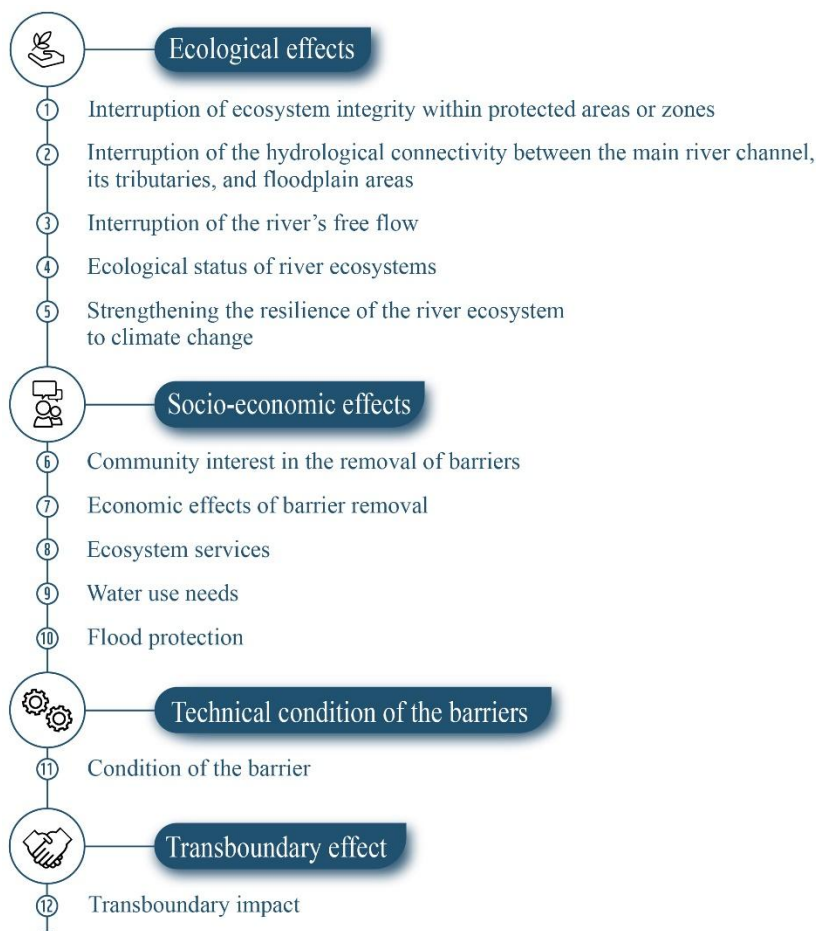 Ecological effects
1 Interruption of ecosystem integrity within protected areas or zones
2 Interruption of the hydrological connectivity between the main river channel,
its tributaries, and floodplain areas
3 Interruption of the river’s free flow
4 Ecological status of river ecosystems
5 Strengthening the resilience of the river ecosystem
to climate change
Socio-economic effects
6 Community interest in the removal of barriers
7 Economic effects of barrier removal
8 Ecosystem services
9 Water use needs
10 Flood protection
Technical condition of the barriers
11 Condition of the barrier
Transboundary effect
12 Transboundary impact